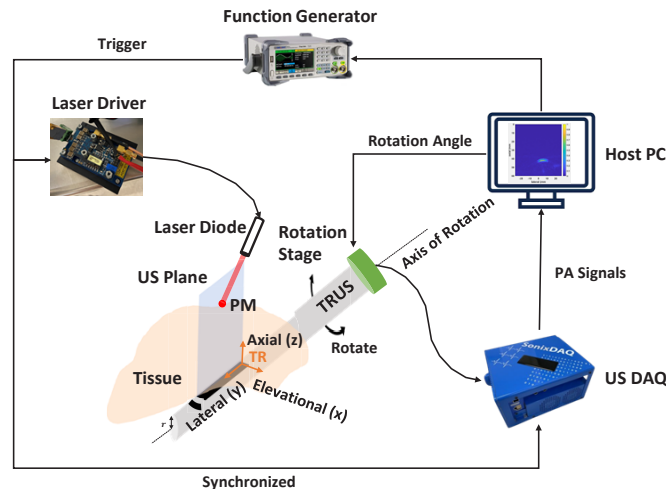 Function Generator
Trigger
Laser Driver
Rotation Angle
Host PC
Laser Diode
Rotation
Stage
Axis of Rotation
US Plane
PM
TRUS
PA Signals
Axial (z)
Rotate
TR
SonixDAQ
Tissue
Elevational (x)
US DAQ
Lateral (y)
r
Synchronized